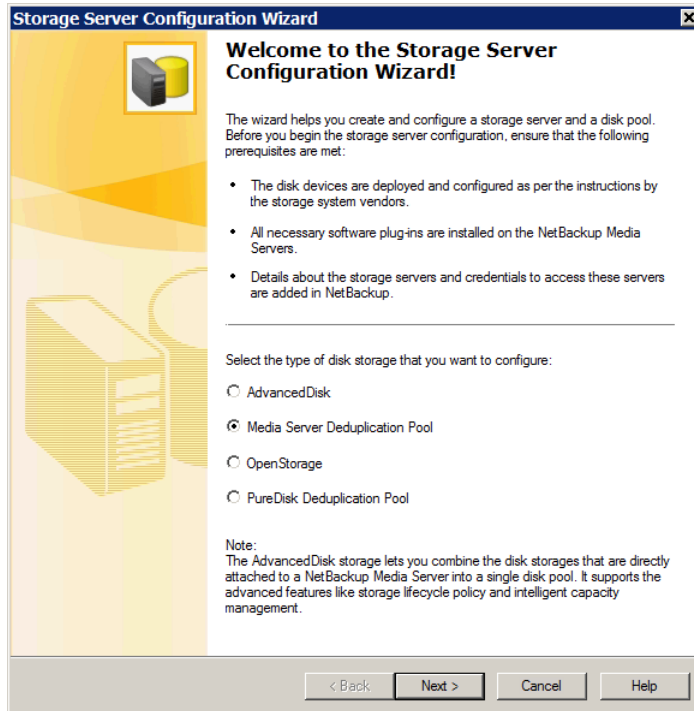 Storage Server Configuration Wizard
Welcome to the Storage Server
Configuration Wizard!
The wizard helps you create and configure a storage server and a disk pool.
Before you begin the storage server configuration, ensure that the following
prerequisites are met:
• The disk devices are deployed and configured as per the instructions by
the storage system vendors.
• All necessary software plug-ins are installed on the NetBackup Media
Servers.
• Details about the storage servers and credentials to access these servers
are added in NetBackup.
Select the type of disk storage that you want to configure:
AdvancedDisk
Media Server Deduplication Pool
OpenStorage
PureDisk Deduplication Pool
Note:
The AdvancedDisk storage lets you combine the disk storages that are directly
attached to a NetBackup Media Server into a single disk pool. It supports the
advanced features like storage lifecycle policy and intelligent capacity
management.
< Back Next > Cancel Help